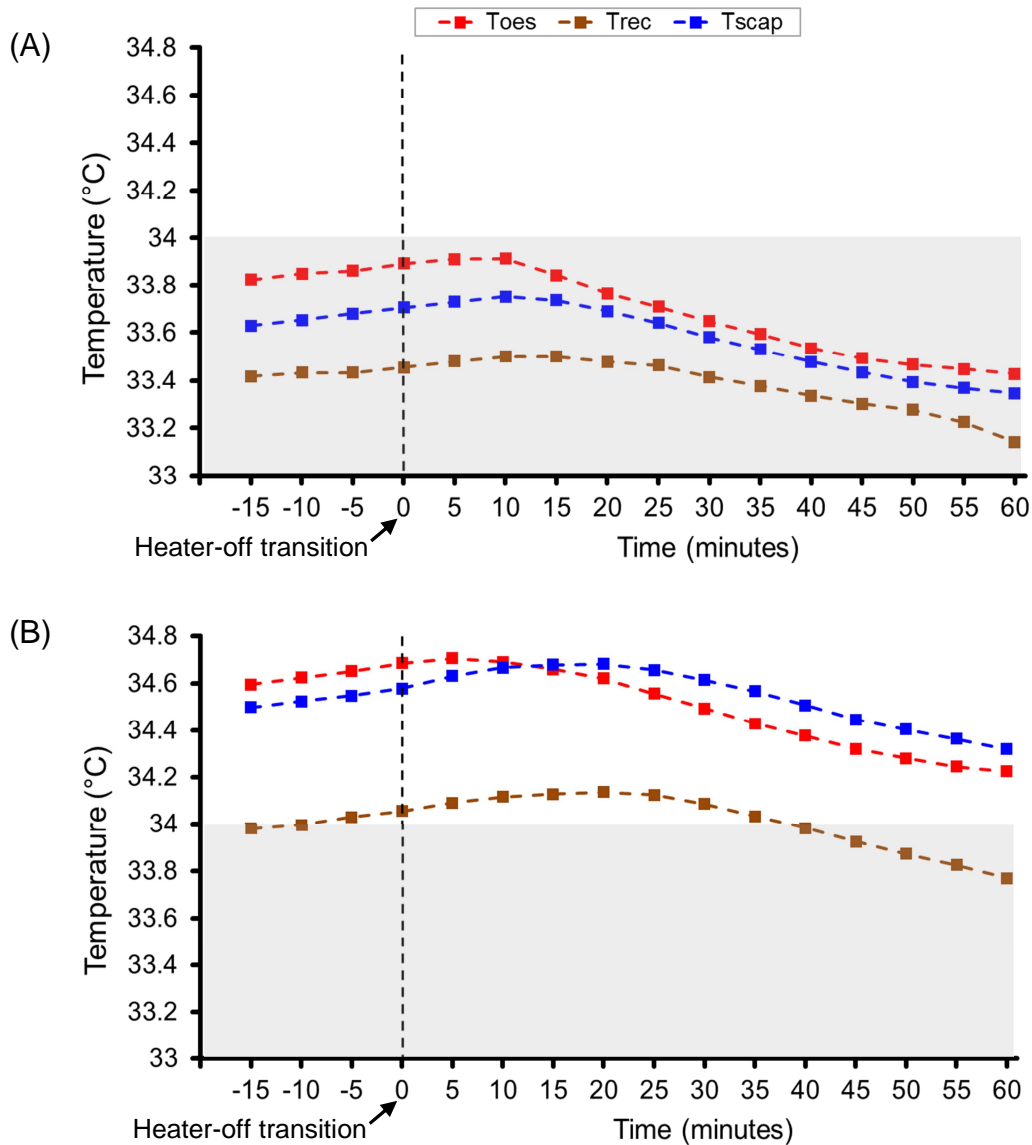 Toes Trec Tscap
(A)
34.8
34.6
34.4
34.2
34
33.8
33.6
33.4
33.2
33
Temperature (°C)
-15 -10 -5 0 5 10 15 20 25 30 35 40 45 50 55 60
Heater-off transition
Time (minutes)
(B)
34.8
34.6
34.4
34.2
34
33.8
33.6
33.4
33.2
33
Temperature (°C)
-15 -10 -5 0 5 10 15 20 25 30 35 40 45 50 55 60
Heater-off transition
Time (minutes)